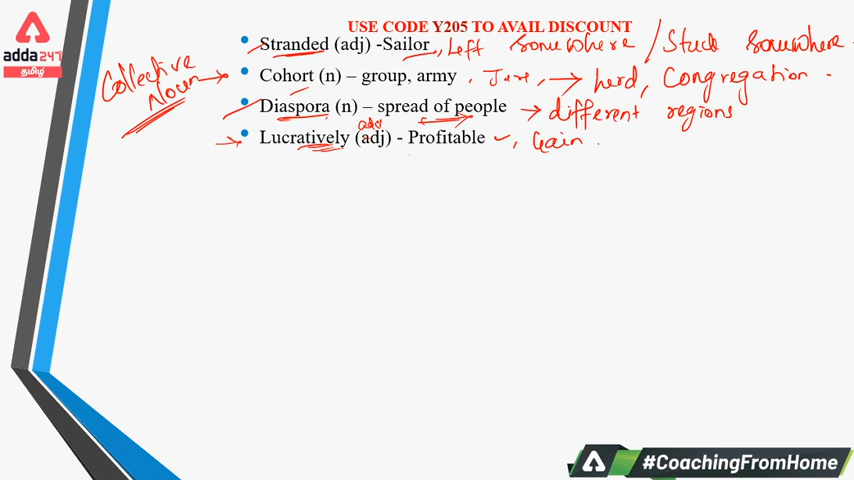 USE CODE Y205 TO AVAIL DISCOUNT
adda247
தமிழ்
• Stranded (adj) -Sailor , Left somewhere / Stuck somewhere
Collective Noun → • Cohort (n) – group, army , → herd, Congregation.
• Diaspora (n) – spread of people → different regions
adv
→ • Lucratively (adj) - Profitable , Gain .
#CoachingFromHome